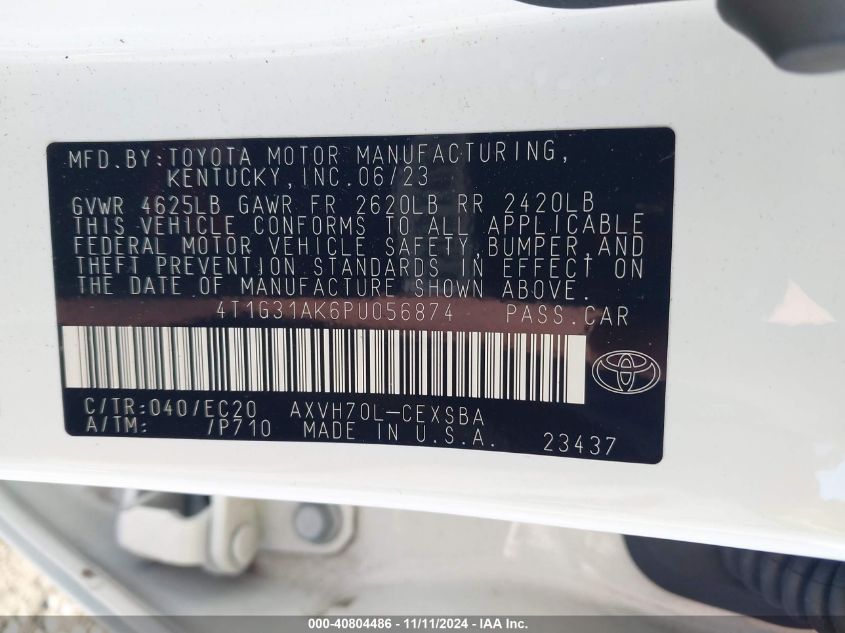 MFD.BY:TOYOTA MOTOR MANUFACTURING,
KENTUCKY,INC.06/23
GVWR 4625LB GAWR FR 2620LB RR 2420LB
THIS VEHICLE CONFORMS TO ALL APPLICABLE
FEDERAL MOTOR VEHICLE SAFETY,BUMPER,AND
THEFT PREVENTION STANDARDS IN EFFECT ON
THE DATE OF MANUFACTURE SHOWN ABOVE.
4T1G31AK6PU056874 PASS.CAR
C/TR:040/EC20 AXVH70L-CEXSBA
A/TM: /P710 MADE IN U.S.A. 23437
000-40804486 - 11/11/2024 - IAA Inc.